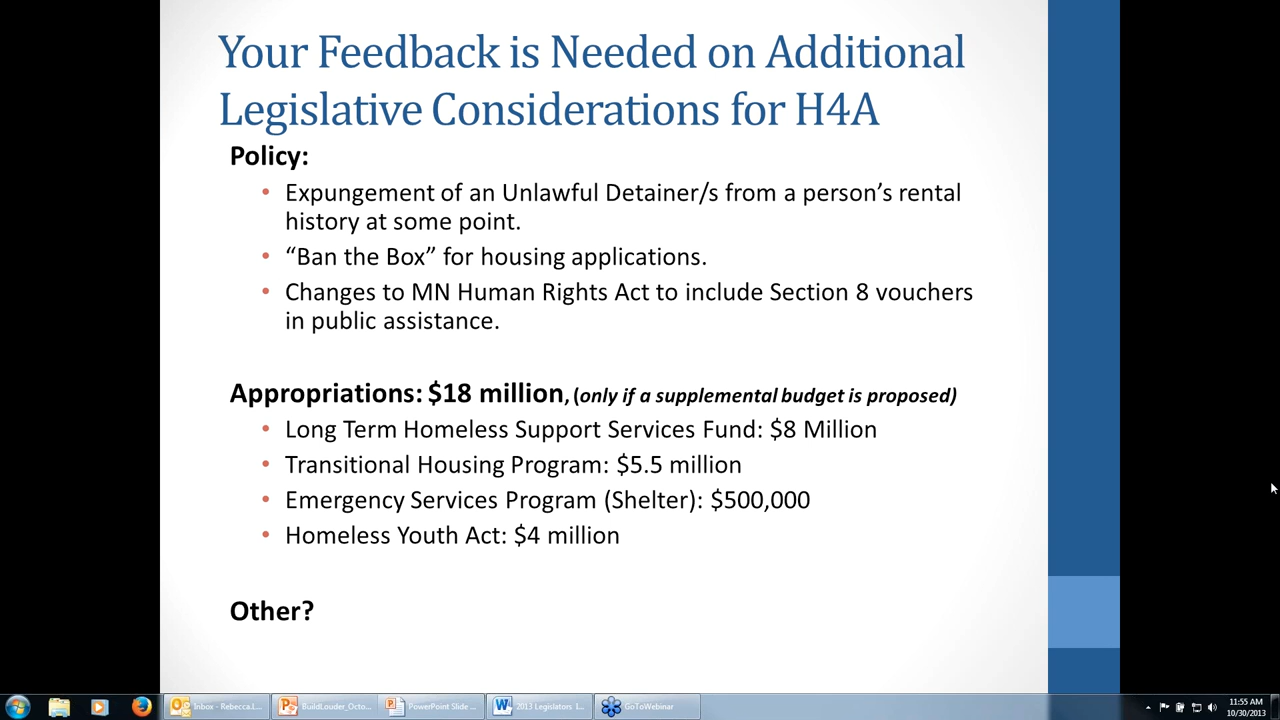 Your Feedback is Needed on Additional
Legislative Considerations for H4A
Policy:
• Expungement of an Unlawful Detainer/s from a person’s rental
history at some point.
• “Ban the Box” for housing applications.
• Changes to MN Human Rights Act to include Section 8 vouchers
in public assistance.
Appropriations: $18 million, (only if a supplemental budget is proposed)
• Long Term Homeless Support Services Fund: $8 Million
• Transitional Housing Program: $5.5 million
• Emergency Services Program (Shelter): $500,000
• Homeless Youth Act: $4 million
Other?
Inbox - Rebecca.L... BuildLouder_Octo... PowerPoint Slide ... 2013 Legislators 1... GoToWebinar 11:55 AM
10/30/2013